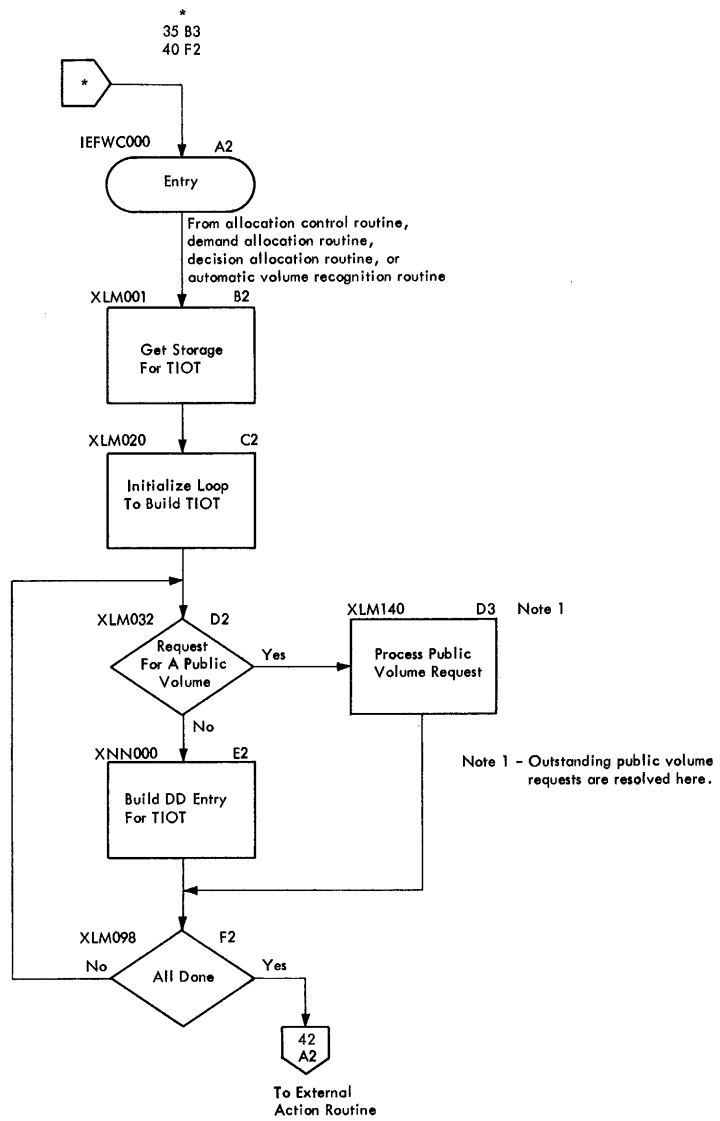 *
35 B3
40 F2
*
IEFWC000
A2
Entry
From allocation control routine,
demand allocation routine,
decision allocation routine, or
automatic volume recognition routine
XLM001
B2
Get Storage
For TIOT
XLM020
C2
Initialize Loop
To Build TIOT
XLM032
D2
Request
For A Public
Volume
Yes
No
XLM140
D3
Note 1
Process Public
Volume Request
XNN000
E2
Build DD Entry
For TIOT
Note 1 - Outstanding public volume
requests are resolved here.
XLM098
F2
No
All Done
Yes
42
A2
To External
Action Routine